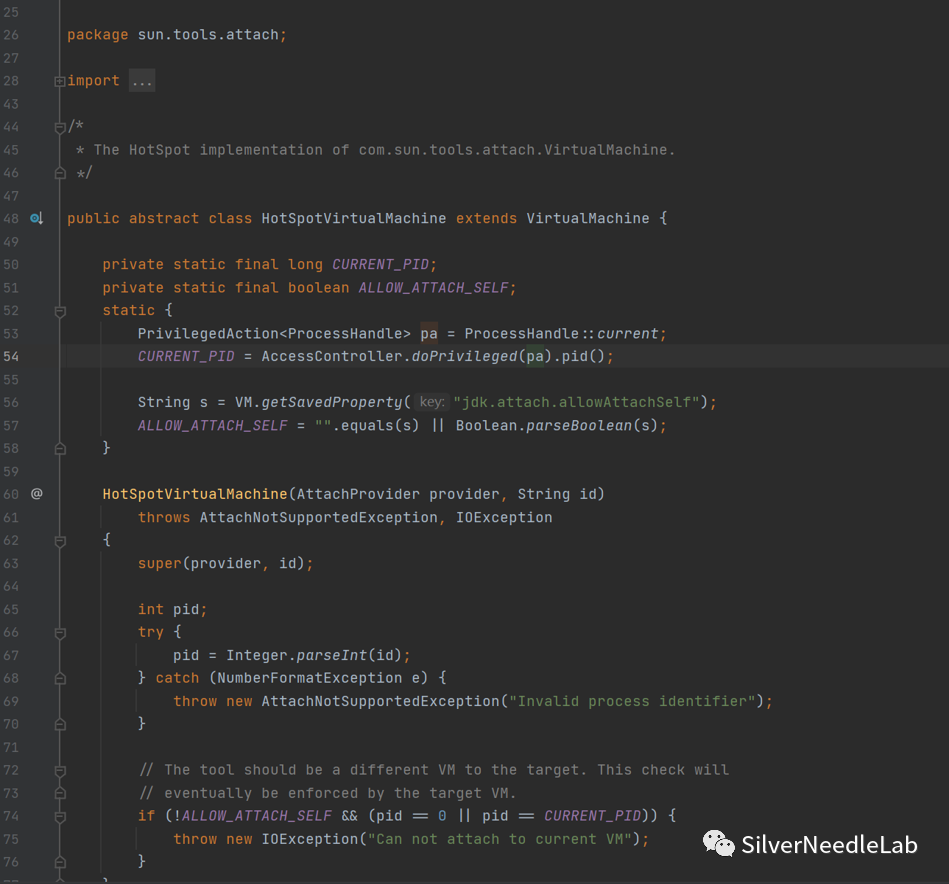 25
26 package sun.tools.attach;
27
28 import ...
43
44 /*
45 * The HotSpot implementation of com.sun.tools.attach.VirtualMachine.
46 */
47
48 public abstract class HotSpotVirtualMachine extends VirtualMachine {
49
50 private static final long CURRENT_PID;
51 private static final boolean ALLOW_ATTACH_SELF;
52 static {
53 PrivilegedAction<ProcessHandle> pa = ProcessHandle::current;
54 CURRENT_PID = AccessController.doPrivileged(pa).pid();
55
56 String s = VM.getSavedProperty( key: "jdk.attach.allowAttachSelf");
57 ALLOW_ATTACH_SELF = "".equals(s) || Boolean.parseBoolean(s);
58 }
59
60 @ HotSpotVirtualMachine(AttachProvider provider, String id)
61 throws AttachNotSupportedException, IOException
62 {
63 super(provider, id);
64
65 int pid;
66 try {
67 pid = Integer.parseInt(id);
68 } catch (NumberFormatException e) {
69 throw new AttachNotSupportedException("Invalid process identifier");
70 }
71
72 // The tool should be a different VM to the target. This check will
73 // eventually be enforced by the target VM.
74 if (!ALLOW_ATTACH_SELF && (pid == 0 || pid == CURRENT_PID)) {
75 throw new IOException("Can not attach to current VM");
76 }
SilverNeedleLab